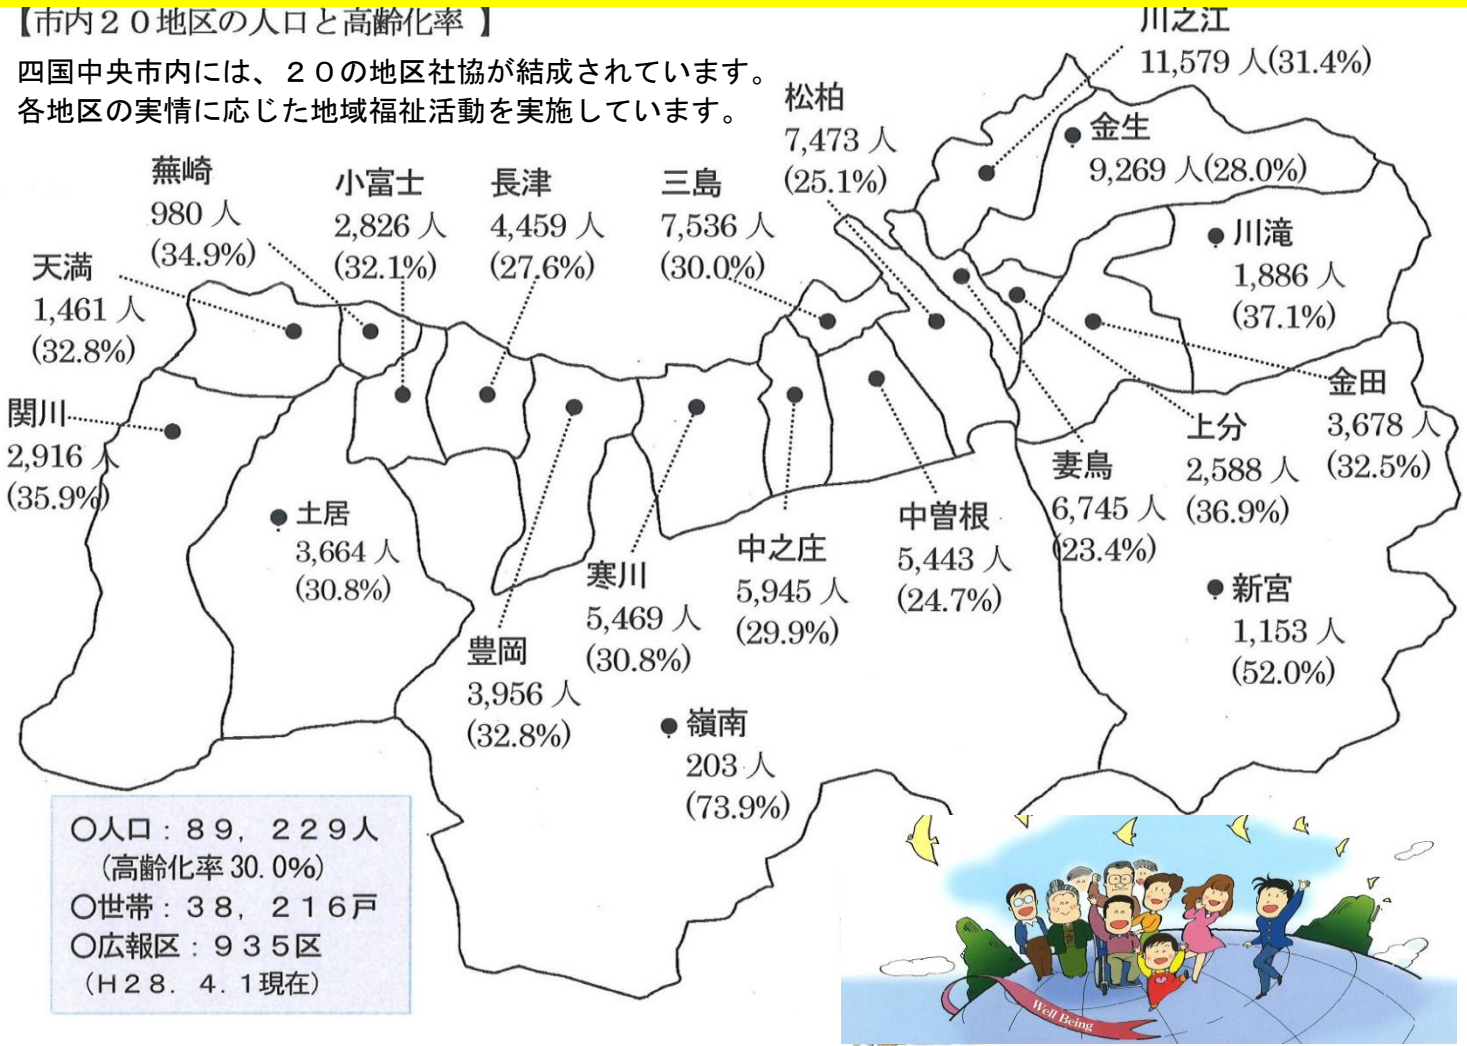 【市内２０地区の人口と高齢化率 】
四国中央市内には、２０の地区社協が結成されています。
各地区の実情に応じた地域福祉活動を実施しています。
川之江
11,579 人(31.4%)
松柏
7,473 人
(25.1%)
金生
9,269 人(28.0%)
蕪崎
980 人
(34.9%)
小富士
2,826 人
(32.1%)
長津
4,459 人
(27.6%)
三島
7,536 人
(30.0%)
川滝
1,886 人
(37.1%)
天満
1,461 人
(32.8%)
関川
2,916 人
(35.9%)
金田
3,678 人
(32.5%)
上分
2,588 人
(36.9%)
妻鳥
6,745 人
(23.4%)
土居
3,664 人
(30.8%)
中曽根
5,443 人
(24.7%)
中之庄
5,945 人
(29.9%)
寒川
5,469 人
(30.8%)
新宮
1,153 人
(52.0%)
豊岡
3,956 人
(32.8%)
嶺南
203 人
(73.9%)
○人口：８９，２２９人
（高齢化率 30.0%）
○世帯：３８，２１６戸
○広報区：９３５区
（Ｈ２８．４．１現在）
Well Being